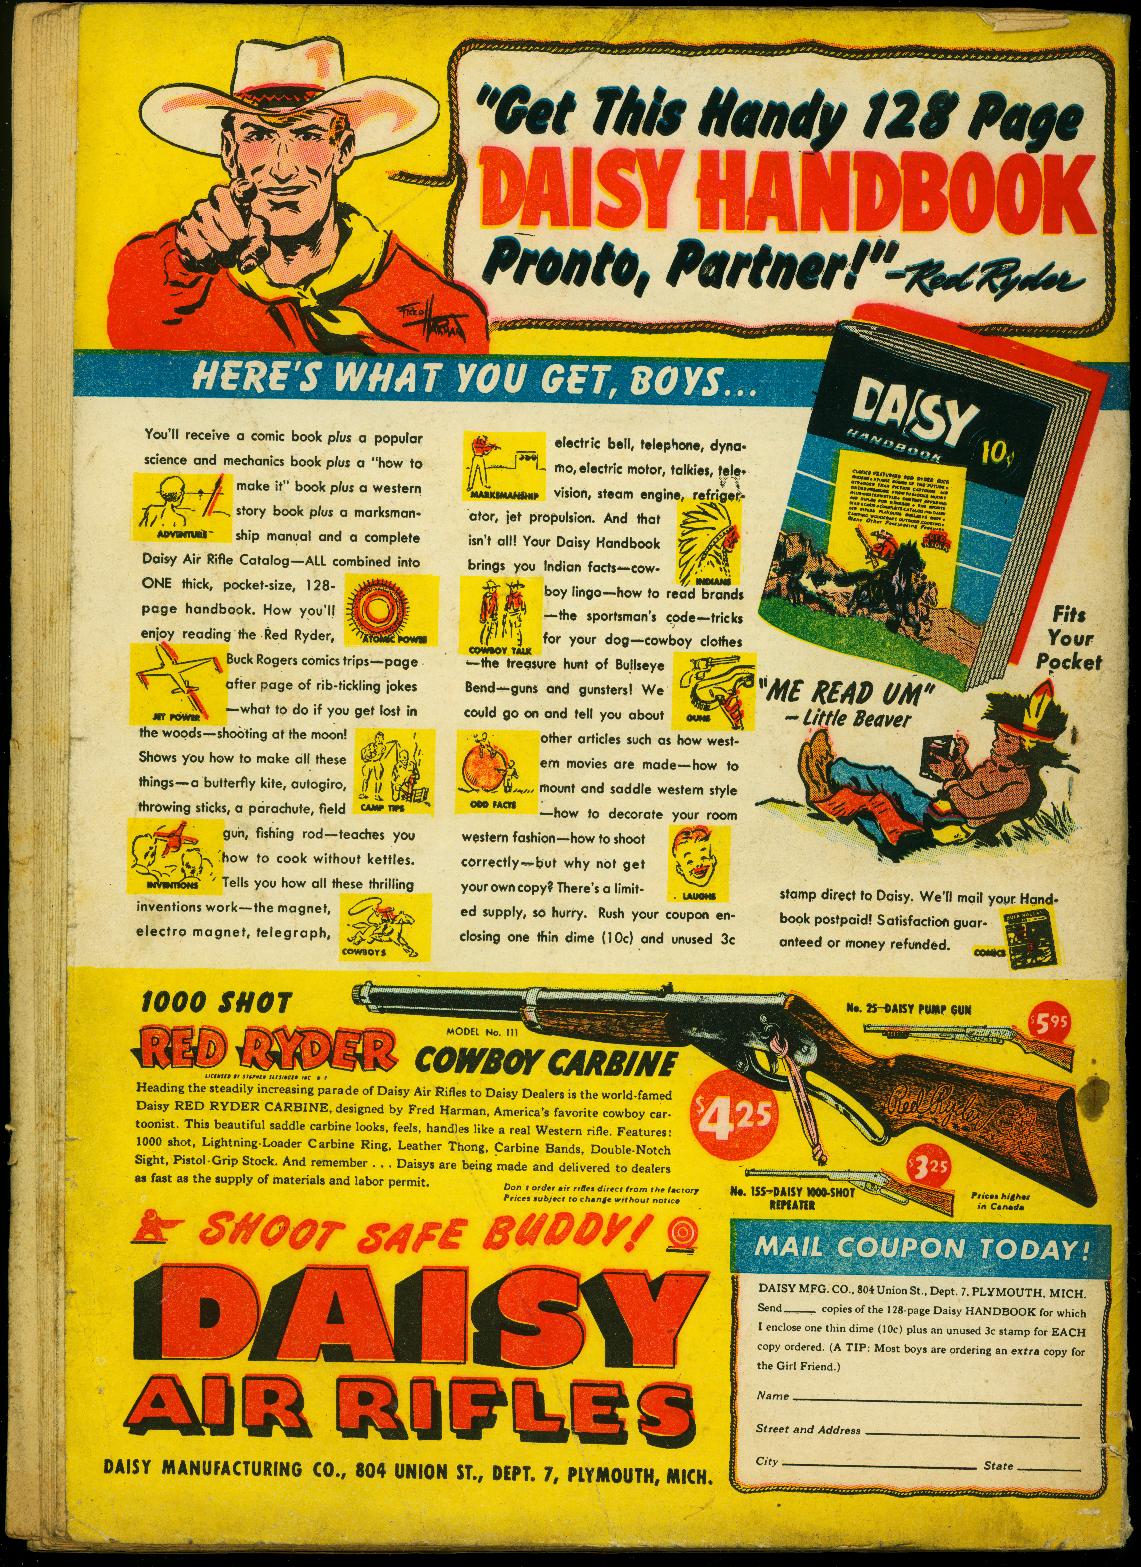 "Get This Handy 128 Page
DAISY HANDBOOK
Pronto, Partner!"
—Red Ryder
FRED HARMAN
HERE'S WHAT YOU GET, BOYS...
You'll receive a comic book plus a popular
science and mechanics book plus a "how to
make it" book plus a western
story book plus a marksman-
ship manual and a complete
Daisy Air Rifle Catalog—ALL combined into
ONE thick, pocket-size, 128-
page handbook. How you'll
enjoy reading the Red Ryder,
Buck Rogers comics trips—page
after page of rib-tickling jokes
—what to do if you get lost in
the woods—shooting at the moon!
Shows you how to make all these
things—a butterfly kite, autogiro,
throwing sticks, a parachute, field
gun, fishing rod—teaches you
how to cook without kettles.
Tells you how all these thrilling
inventions work—the magnet,
electro magnet, telegraph,
ADVENTURE
ATOMIC POWER
JET POWER
CAMP TIPS
INVENTIONS
COWBOYS
electric bell, telephone, dyna-
mo, electric motor, talkies, tele-
vision, steam engine, refriger-
ator, jet propulsion. And that
isn't all! Your Daisy Handbook
brings you Indian facts—cow-
boy lingo—how to read brands
—the sportsman's code—tricks
for your dog—cowboy clothes
—the treasure hunt of Bullseye
Bend—guns and gunsters! We
could go on and tell you about
other articles such as how west-
ern movies are made—how to
mount and saddle western style
—how to decorate your room
western fashion—how to shoot
correctly—but why not get
your own copy? There's a limit-
ed supply, so hurry. Rush your coupon en-
closing one thin dime (10c) and unused 3c
MARKSMANSHIP
INDIANS
COWBOY TALK
GUNS
ODD FACTS
LAUGHS
DAISY
HANDBOOK
10¢
Fits
Your
Pocket
"ME READ UM"
—Little Beaver
stamp direct to Daisy. We'll mail your Hand-
book postpaid! Satisfaction guar-
anteed or money refunded.
COMICS
1000 SHOT
RED RYDER
LICENSED BY STEPHEN SLESINGER INC. N.Y.
MODEL No. 111
COWBOY CARBINE
Heading the steadily increasing parade of Daisy Air Rifles to Daisy Dealers is the world-famed
Daisy RED RYDER CARBINE, designed by Fred Harman, America's favorite cowboy car-
toonist. This beautiful saddle carbine looks, feels, handles like a real Western rifle. Features:
1000 shot, Lightning-Loader Carbine Ring, Leather Thong, Carbine Bands, Double-Notch
Sight, Pistol-Grip Stock. And remember . . . Daisys are being made and delivered to dealers
as fast as the supply of materials and labor permit.
Don't order air rifles direct from the factory
Prices subject to change without notice
$4 25
Red Ryder
No. 25—DAISY PUMP GUN
$5 95
$3 25
No. 155—DAISY 1000-SHOT
REPEATER
Prices higher
in Canada
SHOOT SAFE BUDDY!
DAISY
AIR RIFLES
DAISY MANUFACTURING CO., 804 UNION ST., DEPT. 7, PLYMOUTH, MICH.
MAIL COUPON TODAY!
DAISY MFG. CO., 804 Union St., Dept. 7, PLYMOUTH, MICH.
Send_____ copies of the 128-page Daisy HANDBOOK for which
I enclose one thin dime (10c) plus an unused 3c stamp for EACH
copy ordered. (A TIP: Most boys are ordering an extra copy for
the Girl Friend.)
Name
Street and Address
City State